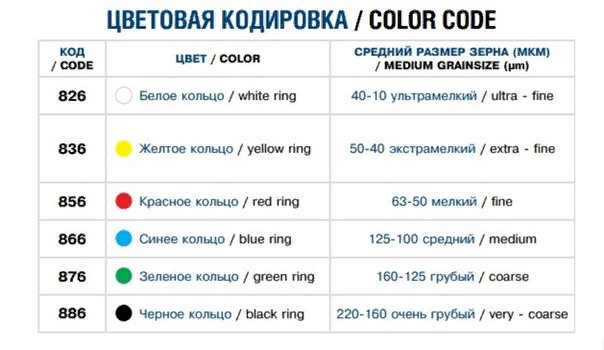 ЦВЕТОВАЯ КОДИРОВКА / COLOR CODE
КОД
/ CODE
ЦВЕТ / COLOR
СРЕДНИЙ РАЗМЕР ЗЕРНА (МКМ)
/ MEDIUM GRAINSIZE (µm)
826 Белое кольцо / white ring 40-10 ультрамелкий / ultra - fine
836 Желтое кольцо / yellow ring 50-40 экстрамелкий / extra - fine
856 Красное кольцо / red ring 63-50 мелкий / fine
866 Синее кольцо / blue ring 125-100 средний / medium
876 Зеленое кольцо / green ring 160-125 грубый / coarse
886 Черное кольцо / black ring 220-160 очень грубый / very - coarse